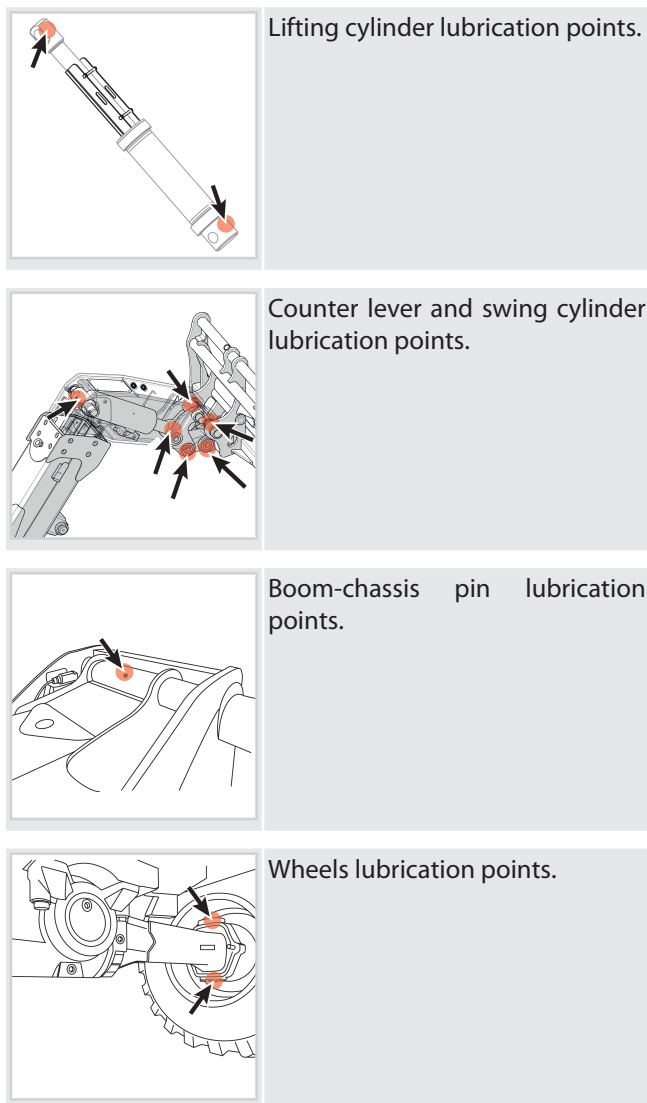 Lifting cylinder lubrication points.
Counter lever and swing cylinder
lubrication points.
Boom-chassis pin lubrication
points.
Wheels lubrication points.